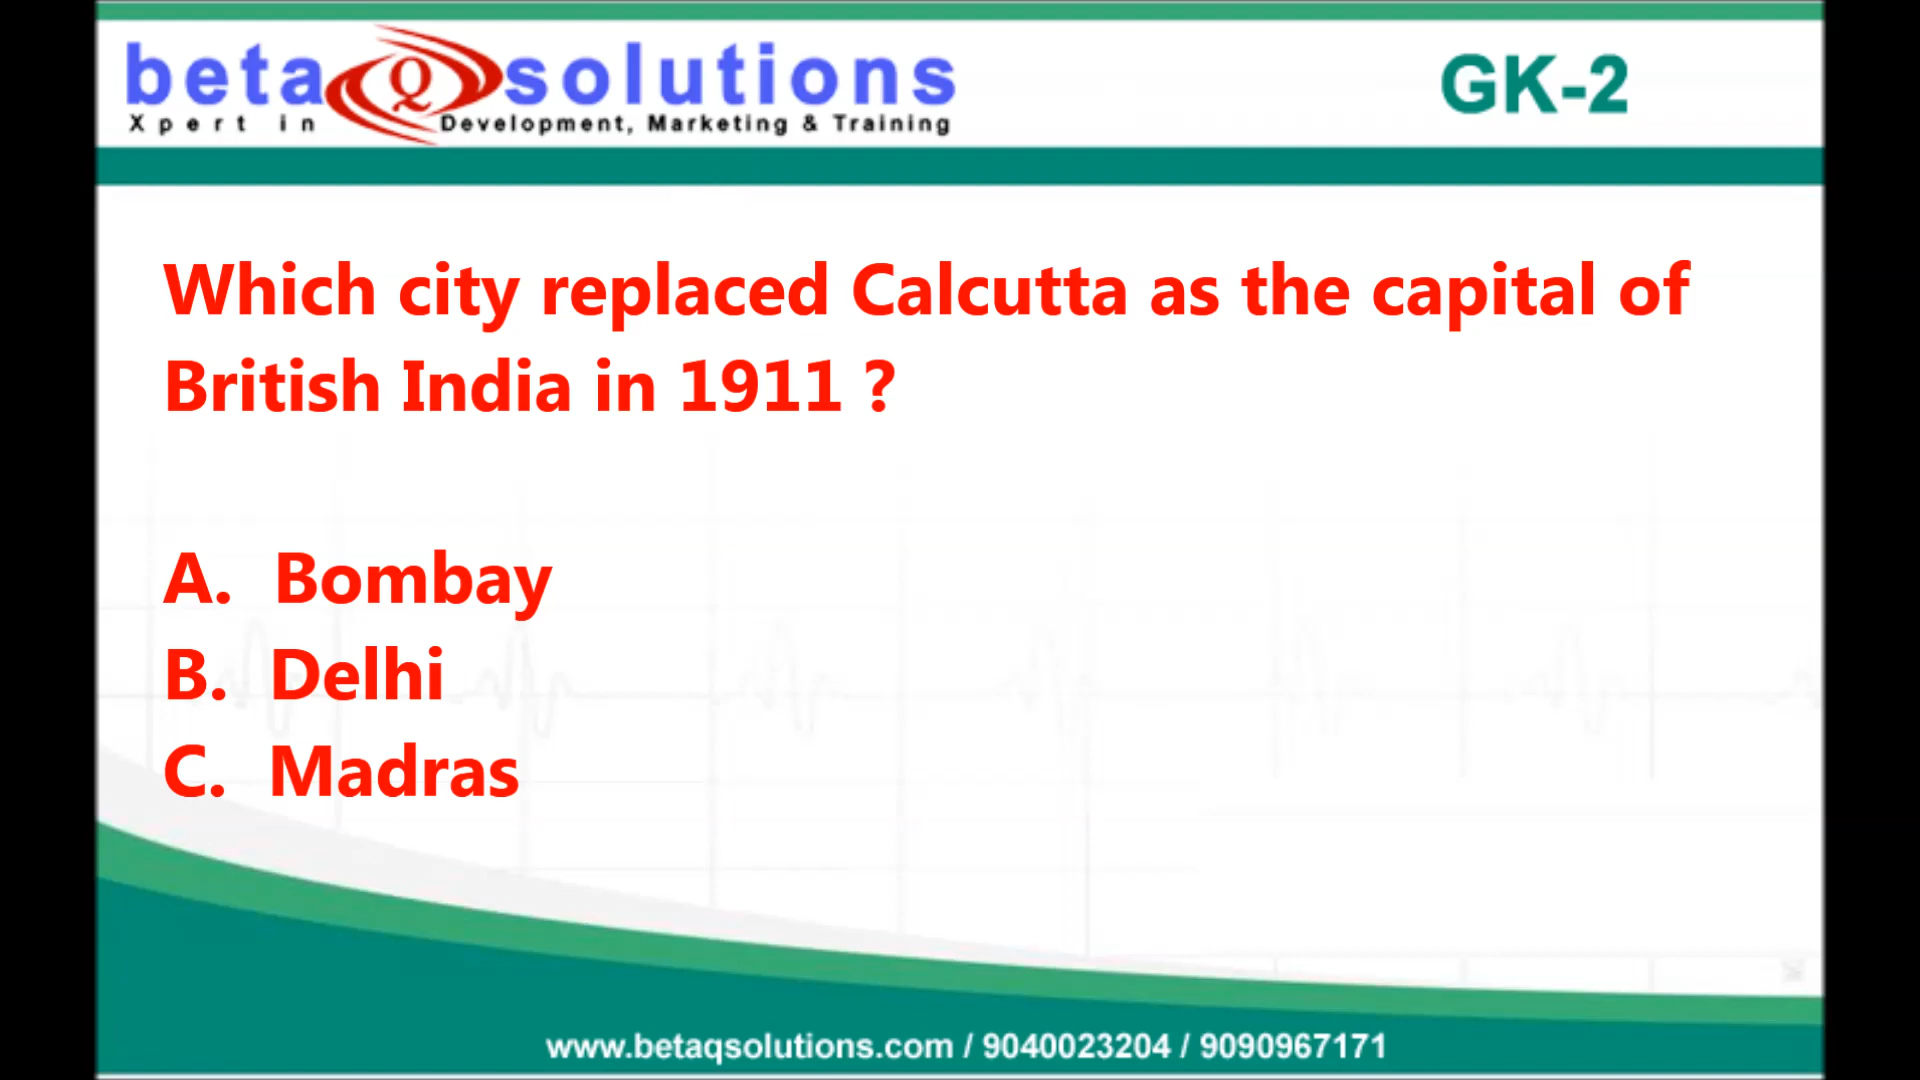 beta Q solutions
Xpert in Development, Marketing & Training
GK-2
Which city replaced Calcutta as the capital of
British India in 1911 ?
A. Bombay
B. Delhi
C. Madras
www.betaqsolutions.com / 9040023204 / 9090967171